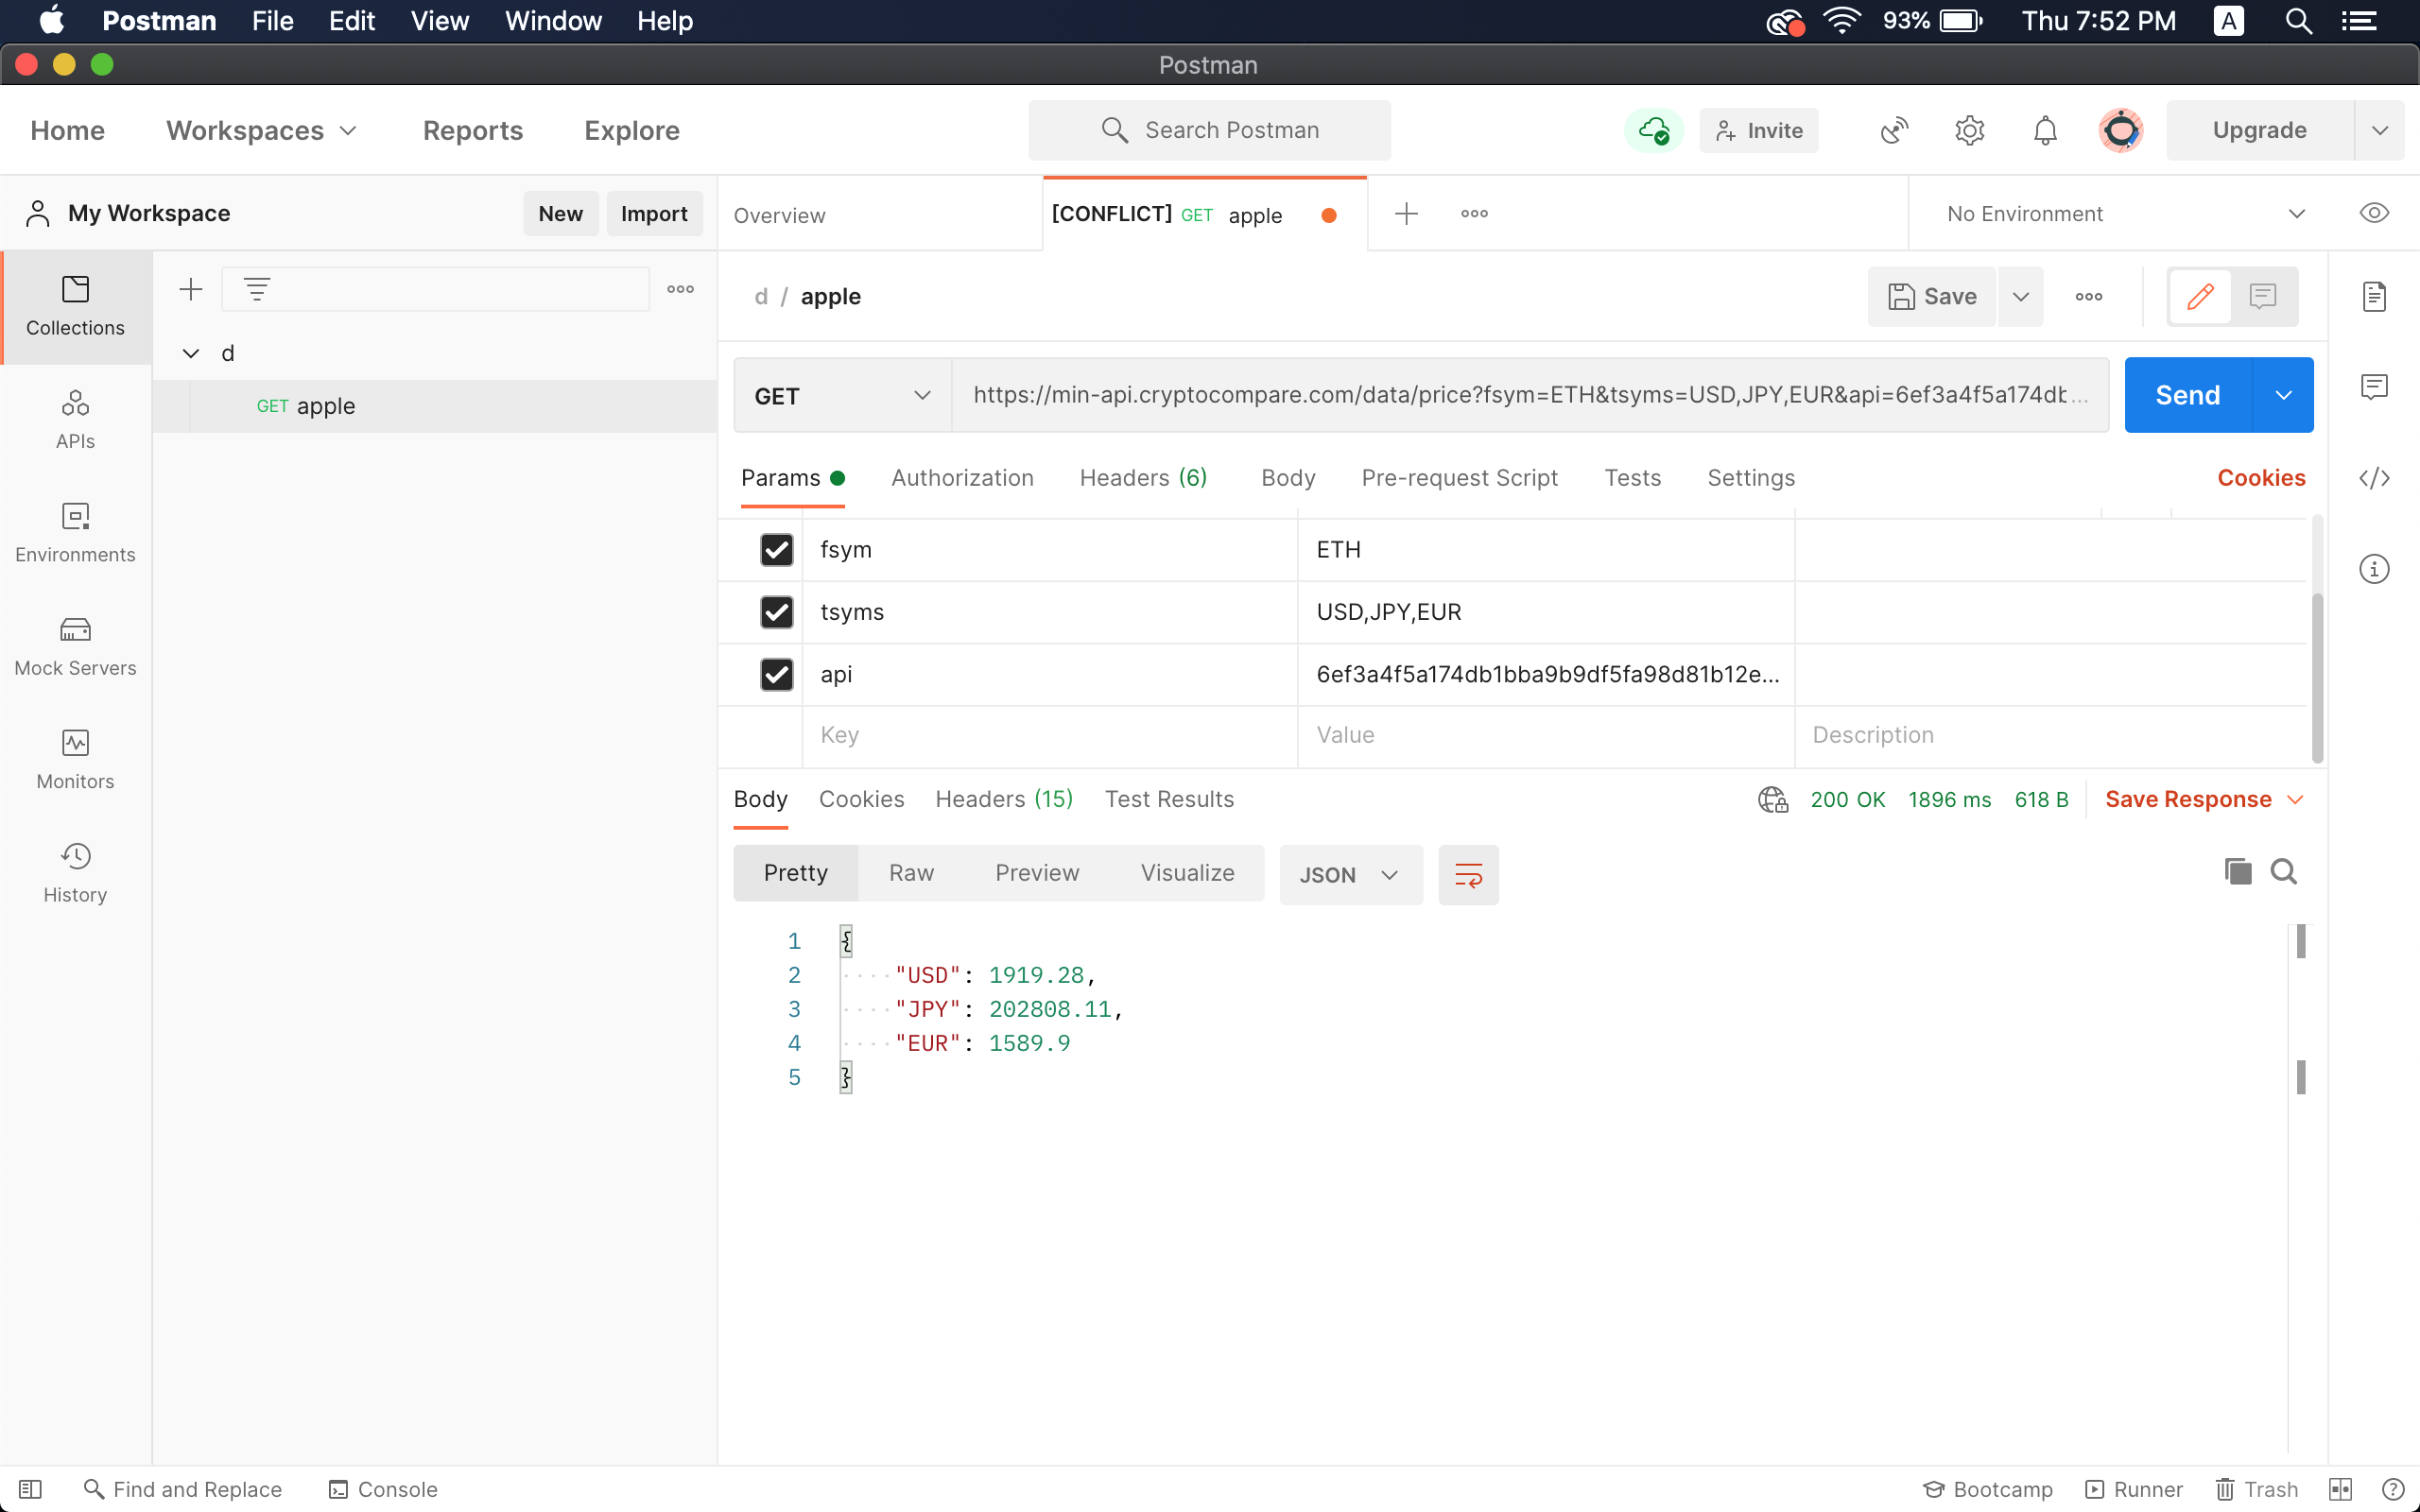 Postman File Edit View Window Help 93% Thu 7:52 PM A
Postman
Home Workspaces Reports Explore Search Postman Invite Upgrade
My Workspace New Import Overview [CONFLICT] GET apple No Environment
Collections
d
GET apple
APIs
Environments
Mock Servers
Monitors
History
d / apple Save
GET https://min-api.cryptocompare.com/data/price?fsym=ETH&tsyms=USD,JPY,EUR&api=6ef3a4f5a174db... Send
Params Authorization Headers (6) Body Pre-request Script Tests Settings Cookies </>
fsym ETH
tsyms USD,JPY,EUR
api 6ef3a4f5a174db1bba9b9df5fa98d81b12e...
Key Value Description
Body Cookies Headers (15) Test Results 200 OK 1896 ms 618 B Save Response
Pretty Raw Preview Visualize JSON
1 {
2 "USD": 1919.28,
3 "JPY": 202808.11,
4 "EUR": 1589.9
5 }
Find and Replace Console Bootcamp Runner Trash